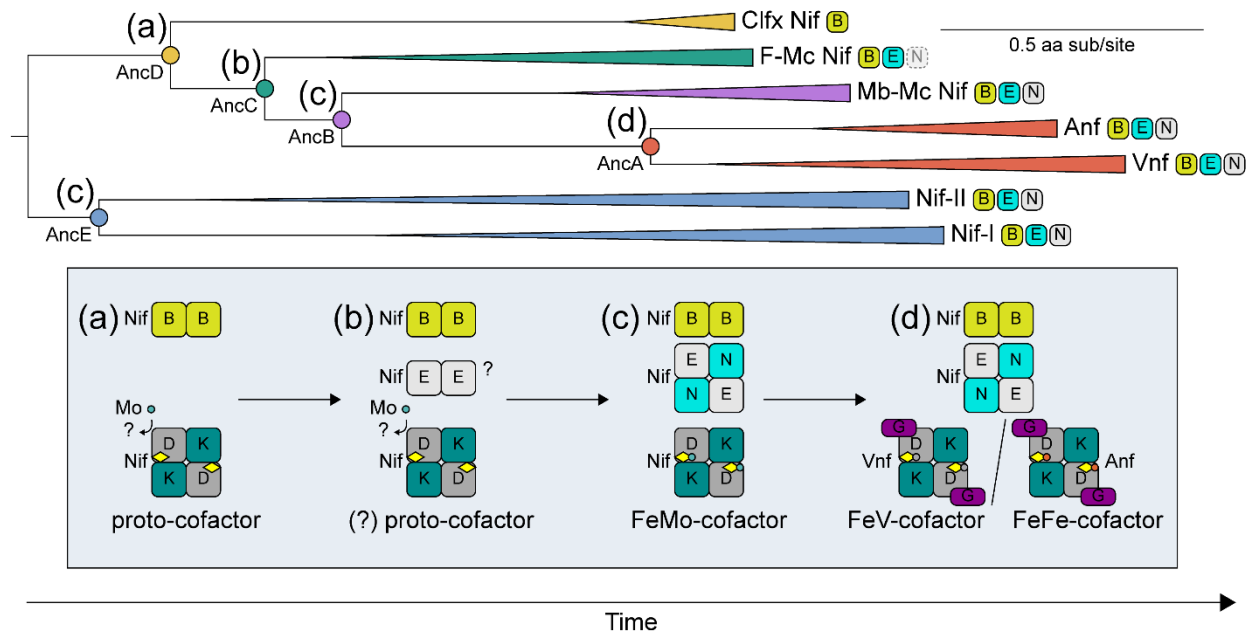 (a)
Clfx Nif B
0.5 aa sub/site
AncD
(b)
F-Mc Nif B E N
AncC
(c)
Mb-Mc Nif B E N
AncB
(d)
Anf B E N
AncA
Vnf B E N
(c)
Nif-II B E N
AncE
Nif-I B E N
(a) Nif B B
(b) Nif B B
(c) Nif B B
(d) Nif B B
Nif E E ?
Nif E N
N E
Nif E N
N E
Mo
?
Nif D K
K D
Mo
?
Nif D K
K D
Nif D K
K D
Vnf G D K
K D G
G D K Anf
K D G
proto-cofactor
(?) proto-cofactor
FeMo-cofactor
FeV-cofactor
FeFe-cofactor
Time